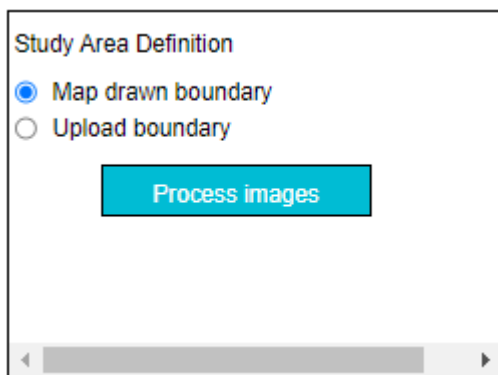 Study Area Definition
Map drawn boundary
Upload boundary
Process images